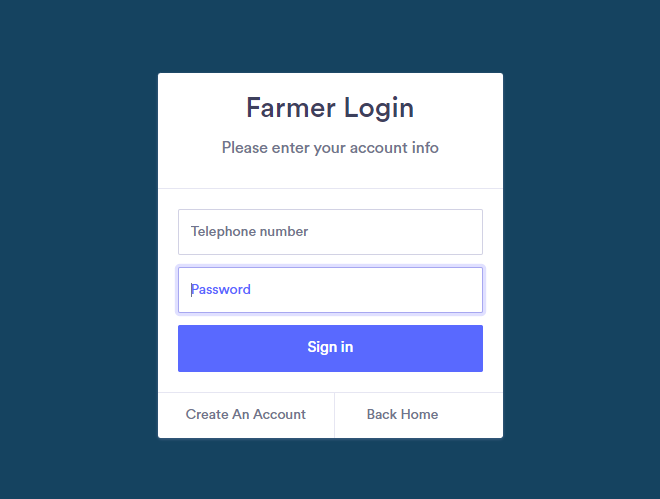 Farmer Login
Please enter your account info
Telephone number
Password
Sign in
Create An Account
Back Home